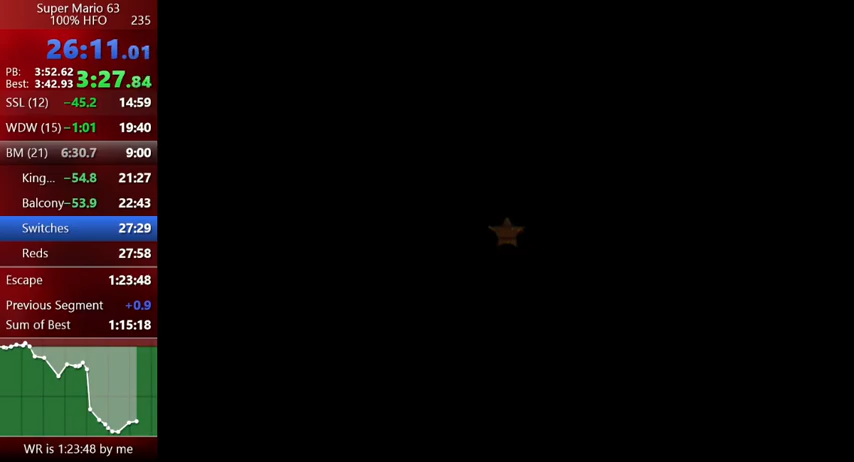 Super Mario 63
100% HFO 235
26:11.01
PB: 3:52.62
Best: 3:42.93
3:27.84
SSL (12) −45.2 14:59
WDW (15) −1:01 19:40
BM (21) 6:30.7 9:00
King... −54.8 21:27
Balcony −53.9 22:43
Switches 27:29
Reds 27:58
Escape 1:23:48
Previous Segment +0.9
Sum of Best 1:15:18
WR is 1:23:48 by me